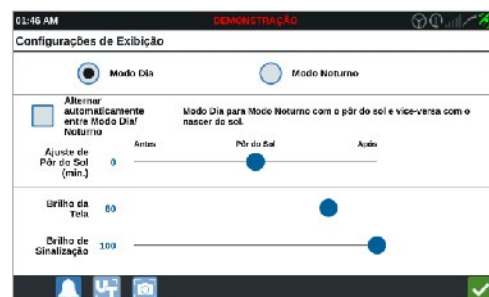 01:46 AM DEMONSTRAÇÃO
Configurações de Exibição
Modo Dia Modo Noturno
Alternar
automaticamente
entre Modo Dia/
Noturno
Modo Dia para Modo Noturno com o pôr do sol e vice-versa com o
nascer do sol.
Antes Pôr do Sol Após
Ajuste de
Pôr do Sol
(min.)
0
Brilho da
Tela
80
Brilho de
Sinalização
100
UT